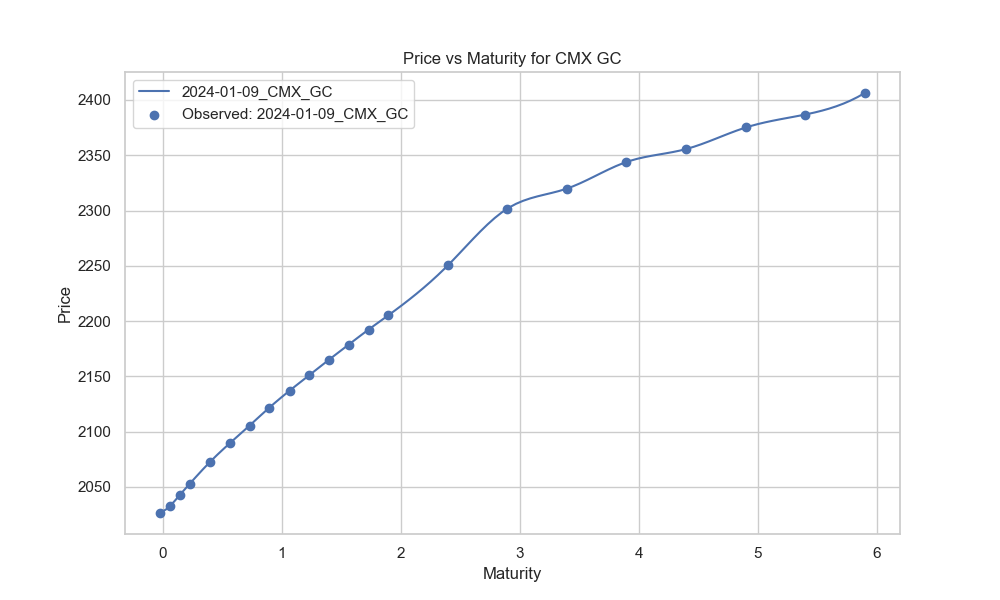 Price vs Maturity for CMX GC
2024-01-09_CMX_GC
Observed: 2024-01-09_CMX_GC
2400
2350
2300
2250
2200
2150
2100
2050
Price
0 1 2 3 4 5 6
Maturity